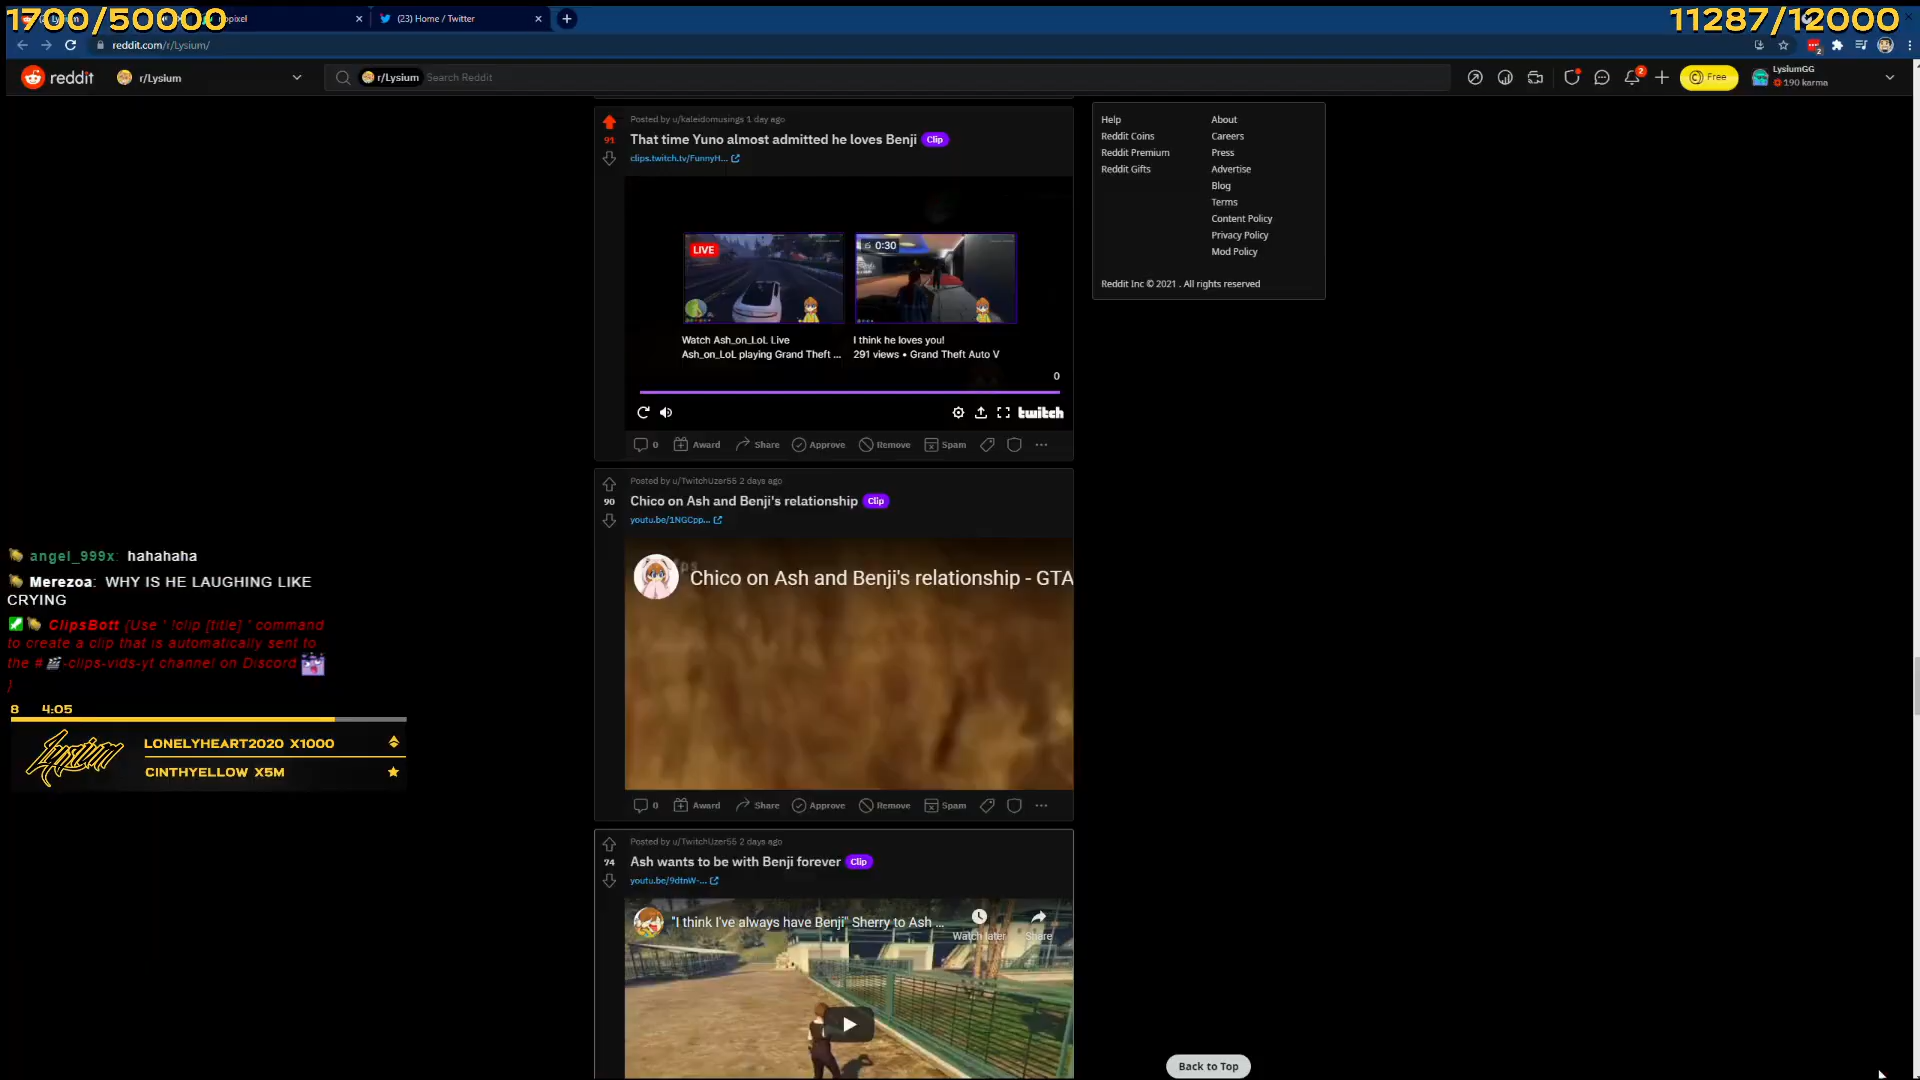 1700/50000
11287/12000
opixel
(23) Home / Twitter
reddit.com/r/Lysium/
reddit
r/Lysium
r/Lysium
Search Reddit
2
Free
LysiumGG
190 karma
Posted by u/kaleidomusings 1 day ago
91
That time Yuno almost admitted he loves Benji Clip
clips.twitch.tv/FunnyH...
LIVE
0:30
Watch Ash_on_LoL Live
Ash_on_LoL playing Grand Theft ...
I think he loves you!
291 views • Grand Theft Auto V
0
twitch
0 Award Share Approve Remove Spam
Posted by u/TwitchUzer55 2 days ago
90
Chico on Ash and Benji's relationship Clip
youtu.be/1NGCpp...
Chico on Ash and Benji's relationship - GTA
0 Award Share Approve Remove Spam
Posted by u/TwitchUzer55 2 days ago
74
Ash wants to be with Benji forever Clip
youtu.be/9dtnW-...
"I think I've always have Benji" Sherry to Ash ...
Watch later
Share
Help
Reddit Coins
Reddit Premium
Reddit Gifts
About
Careers
Press
Advertise
Blog
Terms
Content Policy
Privacy Policy
Mod Policy
Reddit Inc © 2021 . All rights reserved
angel_999x: hahahaha
Merezoa: WHY IS HE LAUGHING LIKE
CRYING
ClipsBott (Use ' !clip [title] ' command
to create a clip that is automatically sent to
the #🎬-clips-vids-yt channel on Discord
)
8 4:05
Lysium
LONELYHEART2020 X1000
CINTHYELLOW X5M
Back to Top